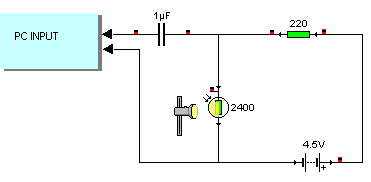 1µF
220
PC INPUT
2400
4.5V
+